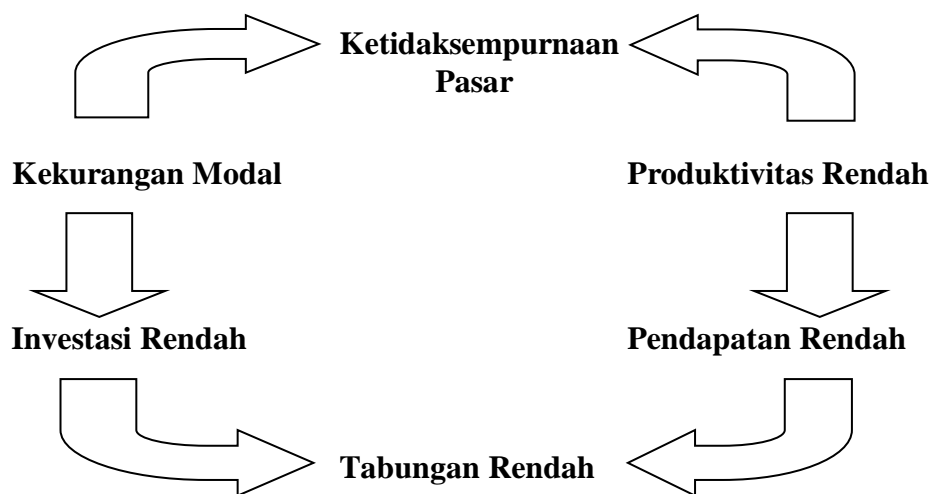 Ketidaksempurnaan
Pasar
Kekurangan Modal
Produktivitas Rendah
Investasi Rendah
Pendapatan Rendah
Tabungan Rendah